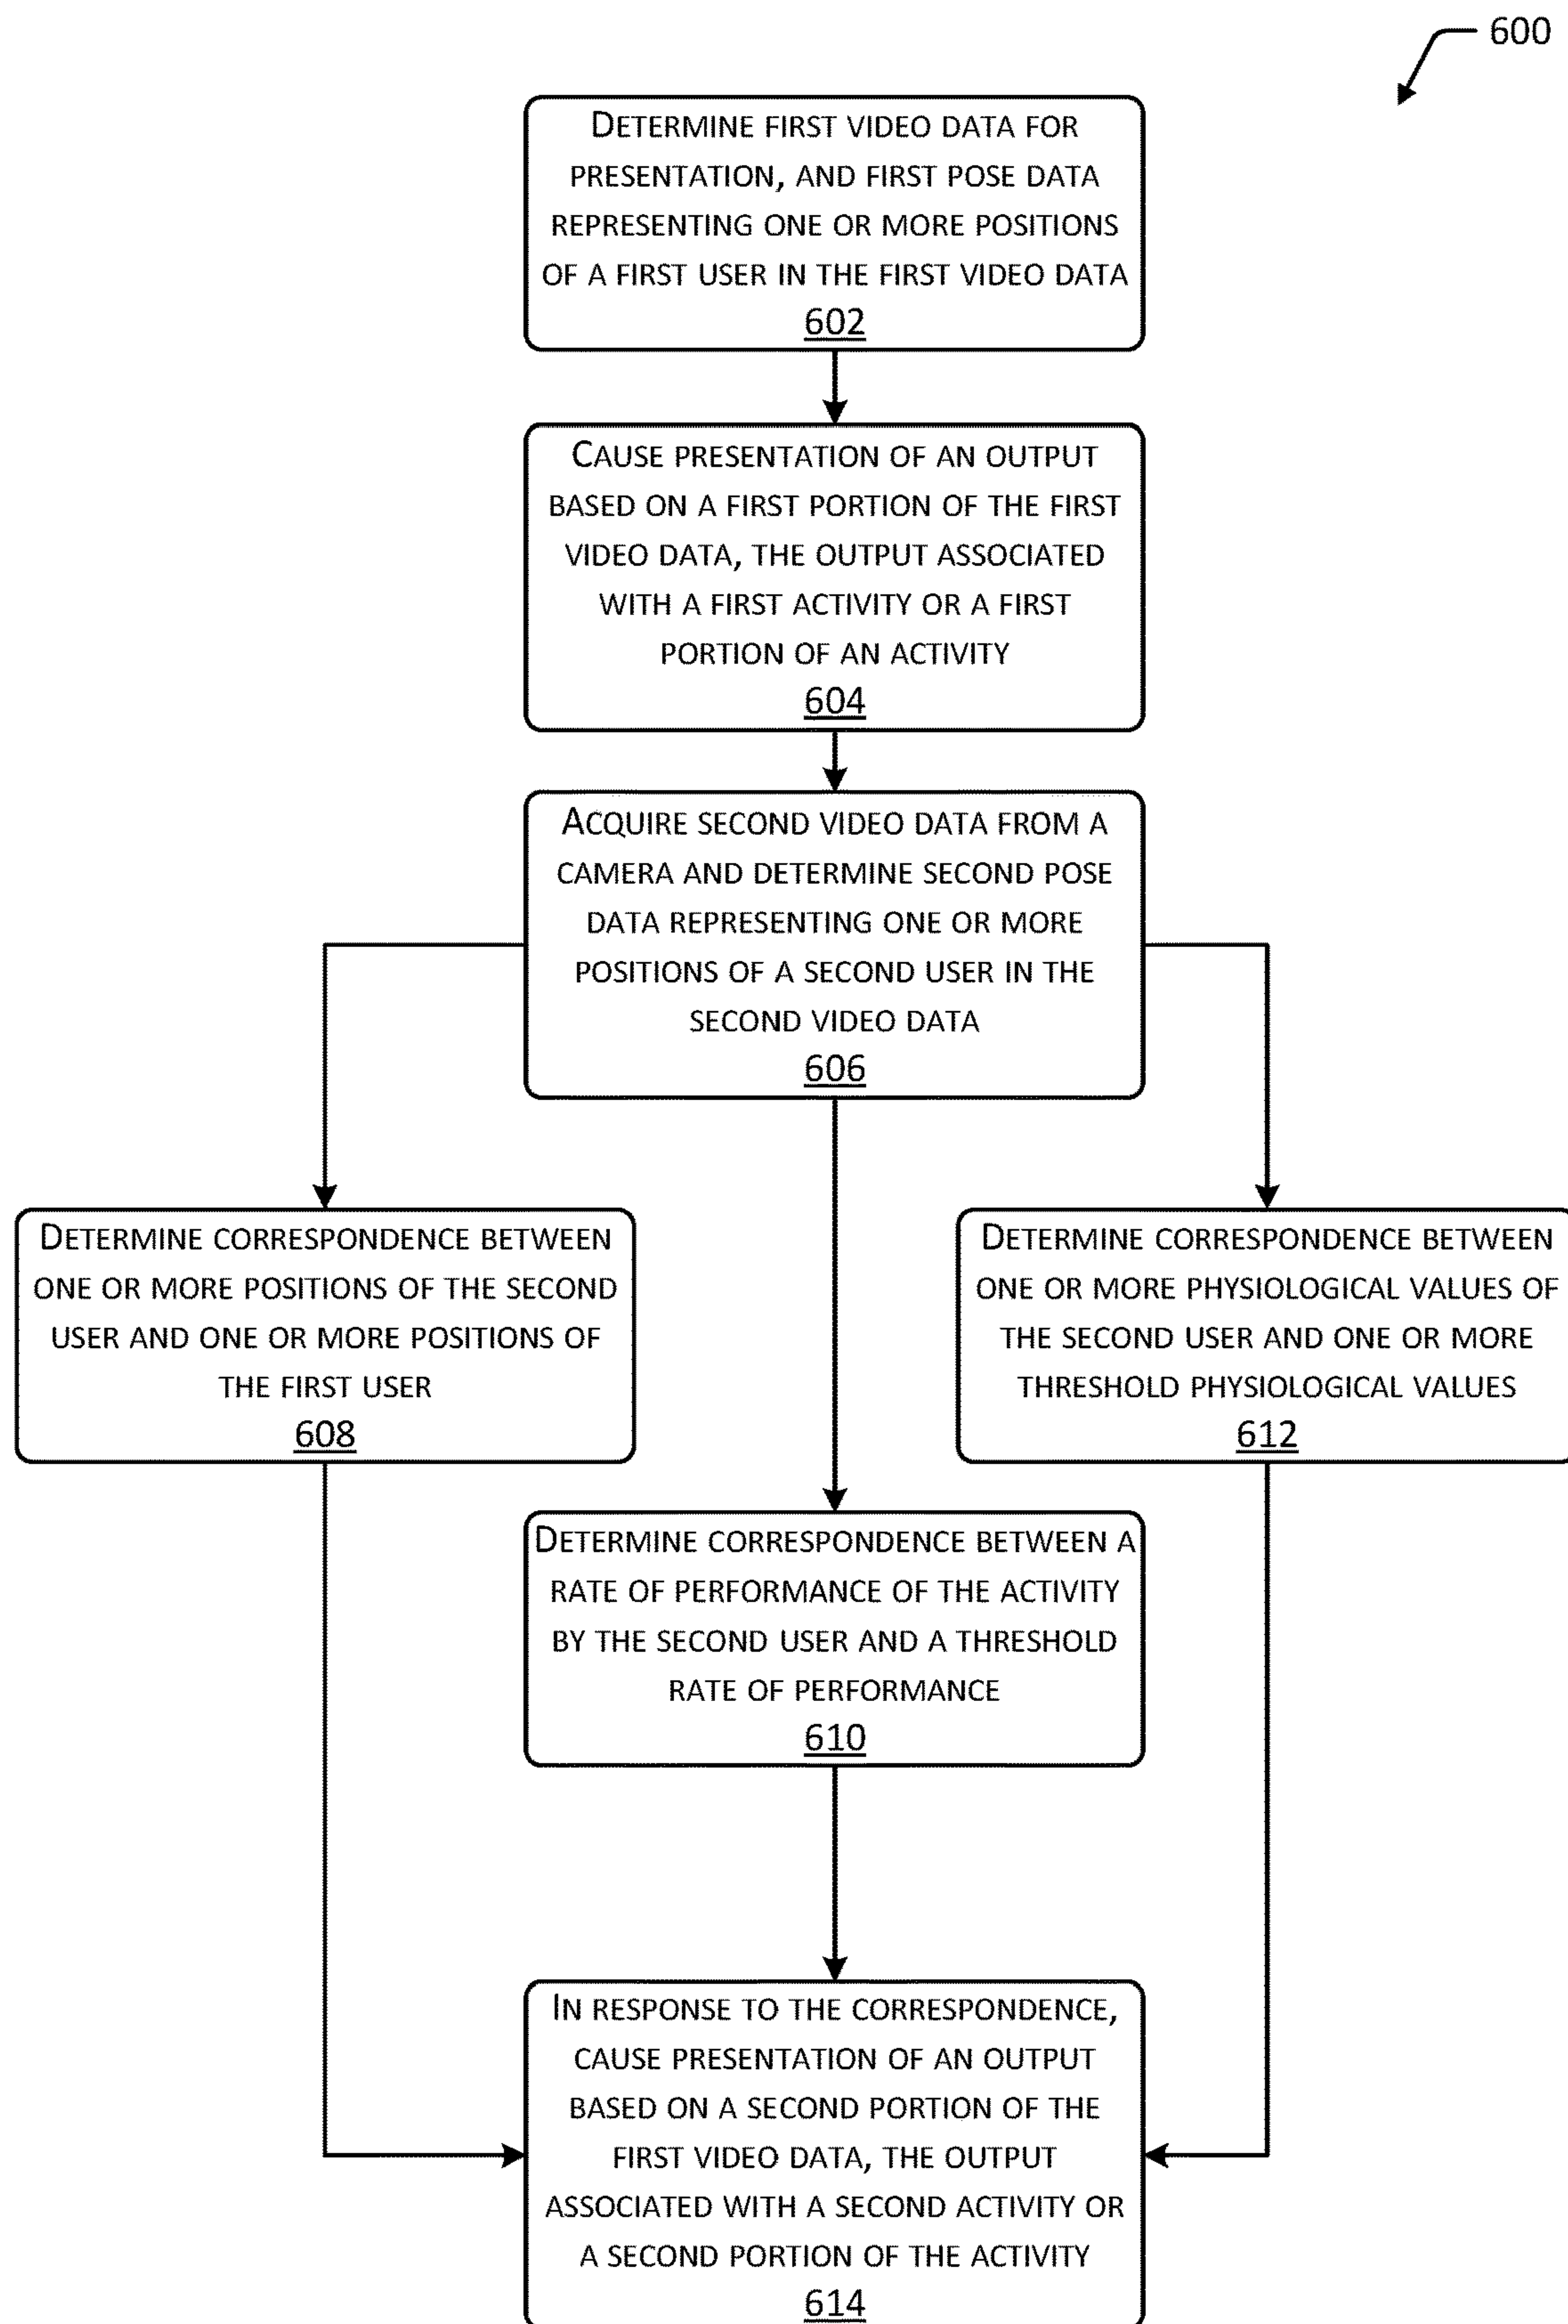 600
DETERMINE FIRST VIDEO DATA FOR
PRESENTATION, AND FIRST POSE DATA
REPRESENTING ONE OR MORE POSITIONS
OF A FIRST USER IN THE FIRST VIDEO DATA
602
CAUSE PRESENTATION OF AN OUTPUT
BASED ON A FIRST PORTION OF THE FIRST
VIDEO DATA, THE OUTPUT ASSOCIATED
WITH A FIRST ACTIVITY OR A FIRST
PORTION OF AN ACTIVITY
604
ACQUIRE SECOND VIDEO DATA FROM A
CAMERA AND DETERMINE SECOND POSE
DATA REPRESENTING ONE OR MORE
POSITIONS OF A SECOND USER IN THE
SECOND VIDEO DATA
606
DETERMINE CORRESPONDENCE BETWEEN
ONE OR MORE POSITIONS OF THE SECOND
USER AND ONE OR MORE POSITIONS OF
THE FIRST USER
608
DETERMINE CORRESPONDENCE BETWEEN
ONE OR MORE PHYSIOLOGICAL VALUES OF
THE SECOND USER AND ONE OR MORE
THRESHOLD PHYSIOLOGICAL VALUES
612
DETERMINE CORRESPONDENCE BETWEEN A
RATE OF PERFORMANCE OF THE ACTIVITY
BY THE SECOND USER AND A THRESHOLD
RATE OF PERFORMANCE
610
IN RESPONSE TO THE CORRESPONDENCE,
CAUSE PRESENTATION OF AN OUTPUT
BASED ON A SECOND PORTION OF THE
FIRST VIDEO DATA, THE OUTPUT
ASSOCIATED WITH A SECOND ACTIVITY OR
A SECOND PORTION OF THE ACTIVITY
614